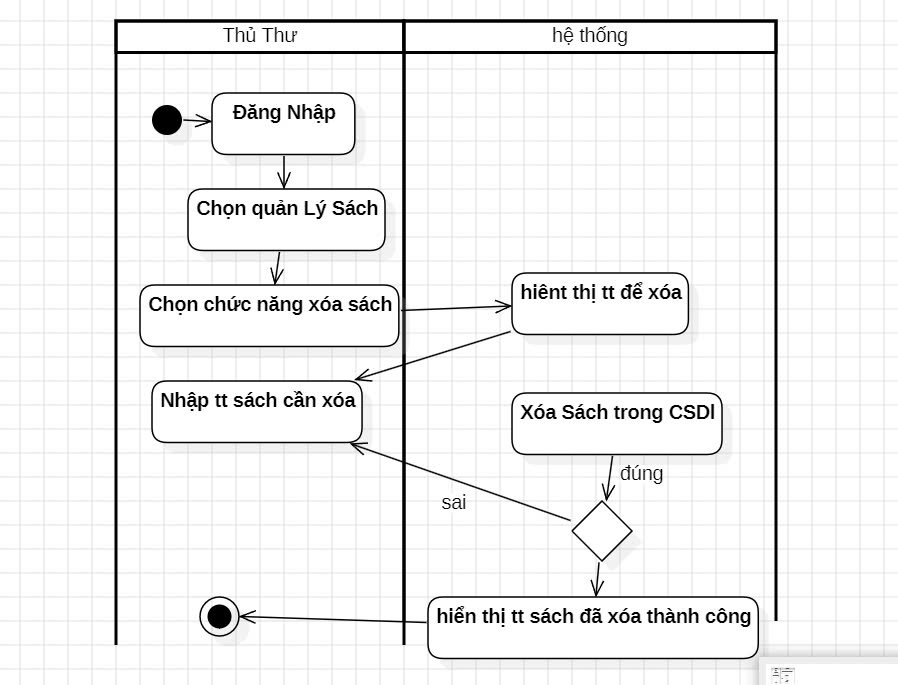 Thủ Thư
hệ thống
Đăng Nhập
Chọn quản Lý Sách
Chọn chức năng xóa sách
hiênt thị tt để xóa
Nhập tt sách cần xóa
Xóa Sách trong CSDl
đúng
sai
hiển thị tt sách đã xóa thành công